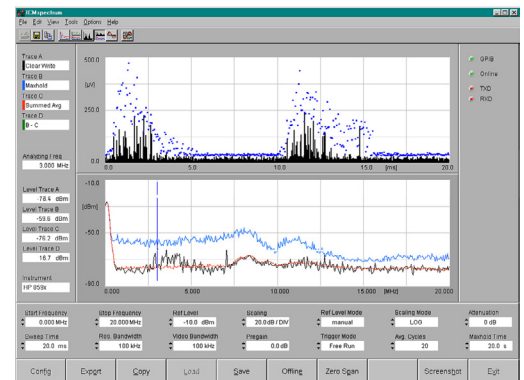 ICMspectrum
File Edit View Tools Options Help
Trace A
Clear Write
Trace B
Maxhold
Trace C
Summed Avg
Trace D
B - C
Analyzing Freq
3.000 MHz
Level Trace A
-78.4 dBm
Level Trace B
-59.6 dBm
Level Trace C
-76.2 dBm
Level Trace D
16.7 dBm
Instrument
HP 859x
500.0
[µV]
250.0
0.0
0.0 5.0 10.0 15.0 [ms] 20.0
-10.0
[dBm]
-50.0
-90.0
0.000 5.000 10.000 15.000 [MHz] 20.000
GPIB
Online
TXD
RXD
Start Frequency Stop Frequency Ref Level Scaling Ref Level Mode Scaling Mode Attenuation
0.000 MHz 20.000 MHz -10.0 dBm 20.0dB / DIV manual LOG 0 dB
Sweep Time Res. Bandwidth Video Bandwidth Pregain Trigger Mode Avg. Cycles Maxhold Time
20.0 ms 100 kHz 100 kHz 0.0 dB Free Run 20 20.0 s
Config Export Copy Load Save Offline Zero Span Screenshot Exit